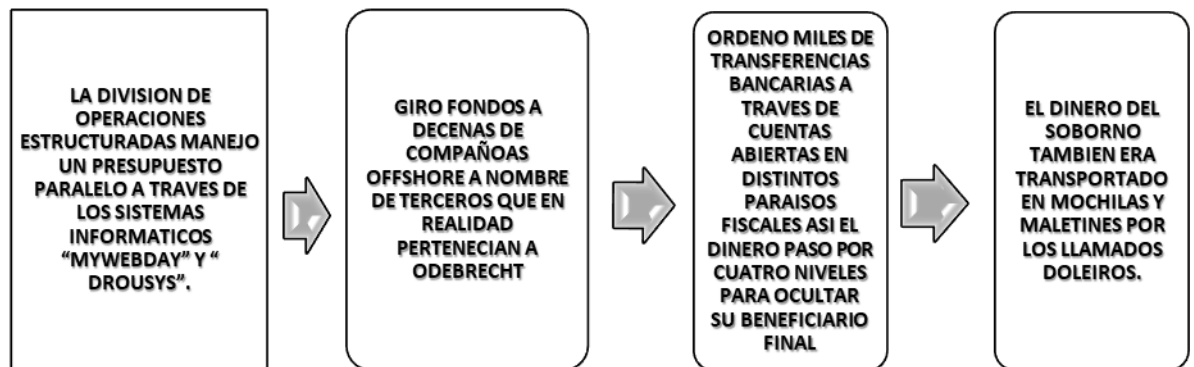 LA DIVISION DE
OPERACIONES
ESTRUCTURADAS MANEJO
UN PRESUPUESTO
PARALELO A TRAVES DE
LOS SISTEMAS
INFORMATICOS
“MYWEBDAY” Y “
DROUSYS”.
GIRO FONDOS A
DECENAS DE
COMPAÑOAS
OFFSHORE A NOMBRE
DE TERCEROS QUE EN
REALIDAD
PERTENECIAN A
ODEBRECHT
ORDENO MILES DE
TRANSFERENCIAS
BANCARIAS A
TRAVES DE
CUENTAS
ABIERTAS EN
DISTINTOS
PARAISOS
FISCALES ASI EL
DINERO PASO POR
CUATRO NIVELES
PARA OCULTAR
SU BENEFICIARIO
FINAL
EL DINERO DEL
SOBORNO
TAMBIEN ERA
TRANSPORTADO
EN MOCHILAS Y
MALETINES POR
LOS LLAMADOS
DOLEIROS.